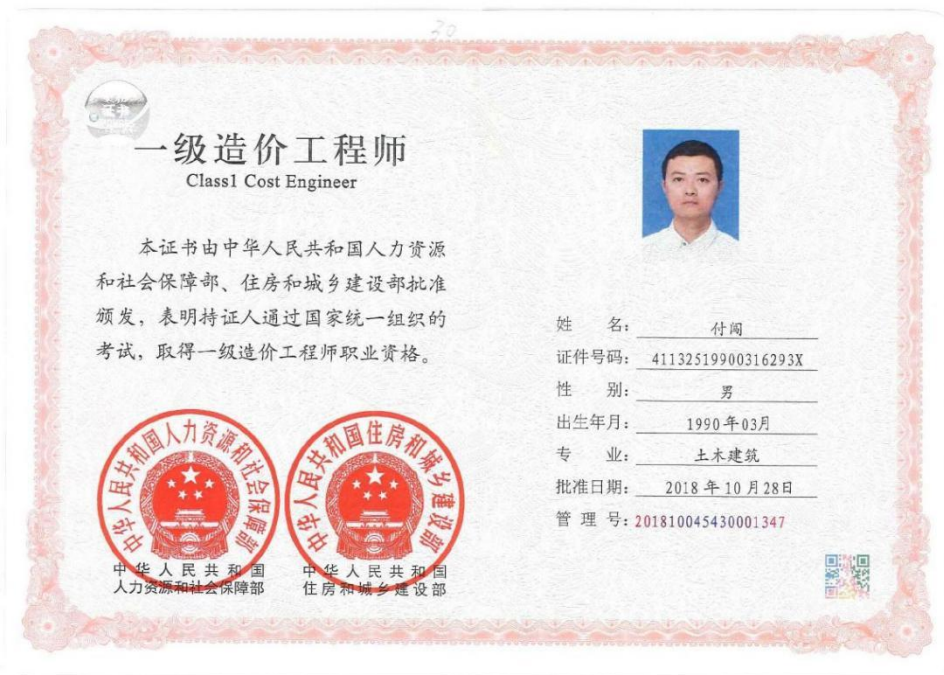 30
一级造价工程师
Class1 Cost Engineer
本证书由中华人民共和国人力资源
和社会保障部、住房和城乡建设部批准
颁发，表明持证人通过国家统一组织的
考试，取得一级造价工程师职业资格。
中华人民共和国人力资源和社会保障部
中华人民共和国
人力资源和社会保障部
中华人民共和国住房和城乡建设部
中华人民共和国
住房和城乡建设部
姓 名：付闯
证件号码：41132519900316293X
性 别：男
出生年月：1990年03月
专 业：土木建筑
批准日期：2018年10月28日
管 理 号：201810045430001347